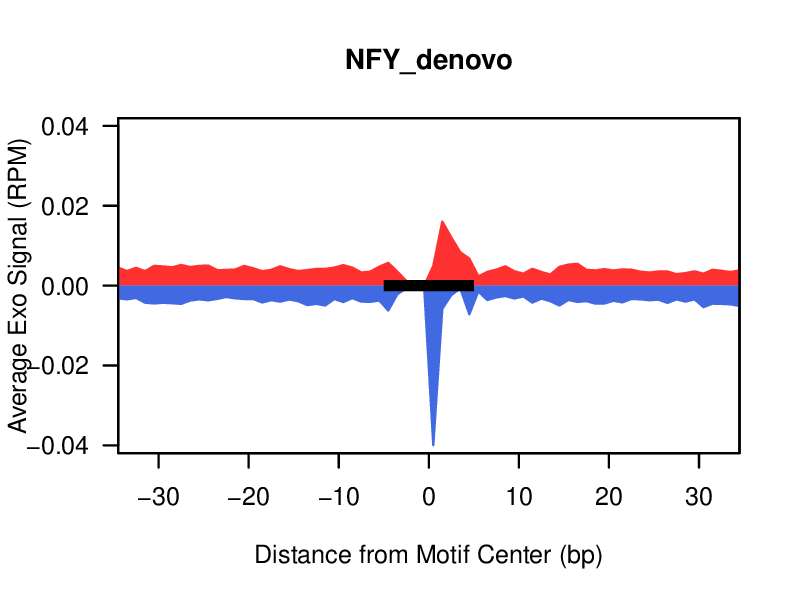 NFY_denovo
Average Exo Signal (RPM)
0.04
0.02
0.00
−0.02
−0.04
−30 −20 −10 0 10 20 30
Distance from Motif Center (bp)